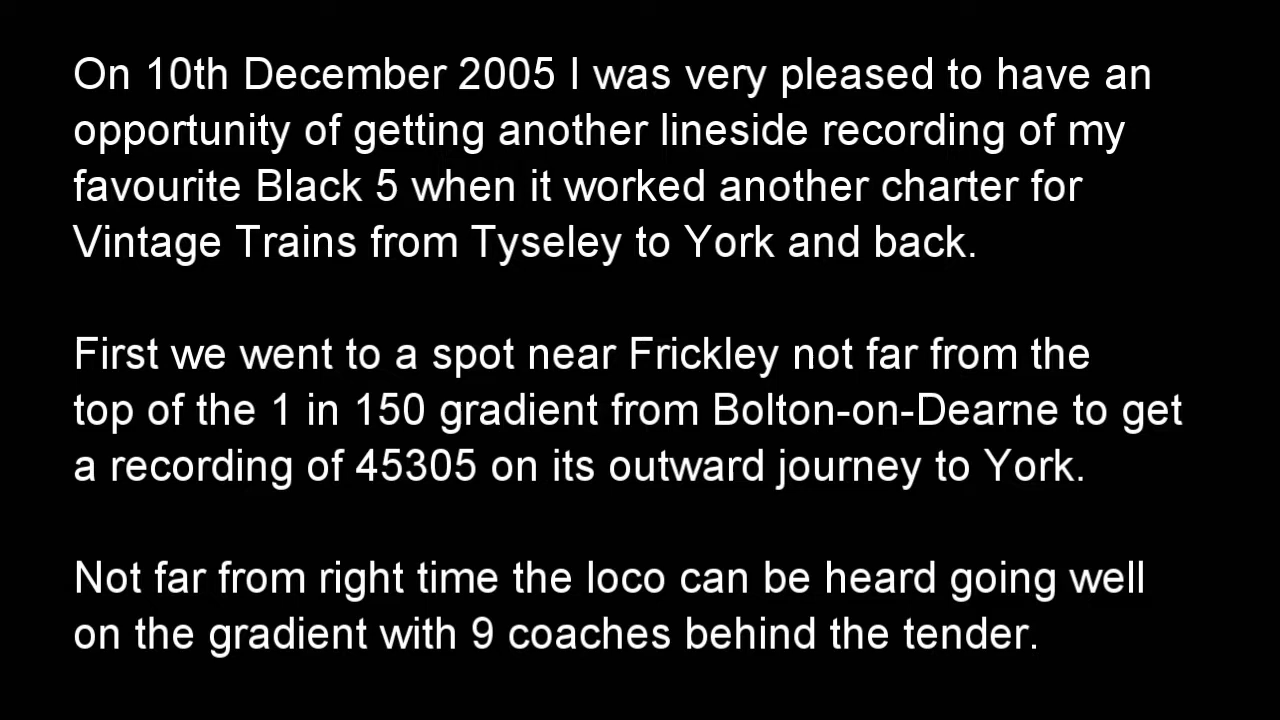 On 10th December 2005 I was very pleased to have an
opportunity of getting another lineside recording of my
favourite Black 5 when it worked another charter for
Vintage Trains from Tyseley to York and back.
First we went to a spot near Frickley not far from the
top of the 1 in 150 gradient from Bolton-on-Dearne to get
a recording of 45305 on its outward journey to York.
Not far from right time the loco can be heard going well
on the gradient with 9 coaches behind the tender.